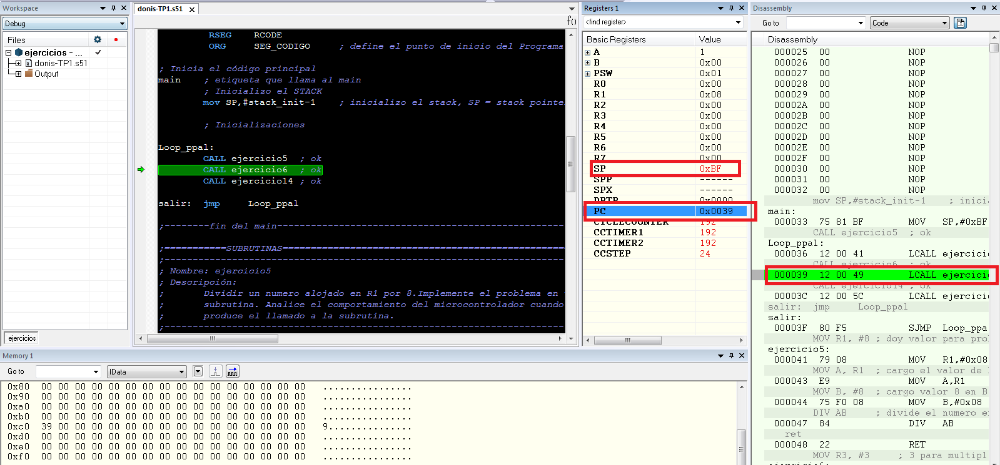 Workspace
Debug
Files
ejercicios - ...
donis-TP1.s51
Output
ejercicios
donis-TP1.s51
f()
RSEG RCODE
ORG SEG_CODIGO ; define el punto de inicio del Programa
; Inicia el código principal
main ; etiqueta que llama al main
; Inicializo el STACK
mov SP,#stack_init-1 ; inicializo el stack, SP = stack pointe
; Inicializaciones
Loop_ppal:
CALL ejercicio5 ; ok
CALL ejercicio6 ; ok
CALL ejercicio14 ; ok
salir: jmp Loop_ppal
;--------fin del main---------------------------------------------------
;===========SUBRUTINAS==================================================
;-----------------------------------------------------------------------
; Nombre: ejercicio5
; Descripción:
; Dividir un numero alojado en R1 por 8.Implemente el problema en
; subrutina. Analice el comportamiento del microcontrolador cuando
; produce el llamado a la subrutina.
;-----------------------------------------------------------------------
Registers 1
<find register>
Basic Registers Value
A 1
B 0x00
PSW 0x01
R0 0x00
R1 0x08
R2 0x00
R3 0x00
R4 0x00
R5 0x00
R6 0x00
R7 0x00
SP 0xBF
SPP ------
SPX ------
DPTR 0x0000
PC 0x0039
CYCLECOUNTER 192
CCTIMER1 192
CCTIMER2 192
CCSTEP 24
Disassembly
Go to Code
Disassembly
000025 00 NOP
000026 00 NOP
000027 00 NOP
000028 00 NOP
000029 00 NOP
00002A 00 NOP
00002B 00 NOP
00002C 00 NOP
00002D 00 NOP
00002E 00 NOP
00002F 00 NOP
000030 00 NOP
000031 00 NOP
000032 00 NOP
mov SP,#stack_init-1 ; inici
main:
000033 75 81 BF MOV SP,#0xBF
CALL ejercicio5 ; ok
Loop_ppal:
000036 12 00 41 LCALL ejercici
CALL ejercicio6 ; ok
000039 12 00 49 LCALL ejercici
CALL ejercicio14 ; ok
00003C 12 00 5C LCALL ejercici
salir: jmp Loop_ppal
salir:
00003F 80 F5 SJMP Loop_ppa
MOV R1, #8 ; doy valor para pro
ejercicio5:
000041 79 08 MOV R1,#0x08
MOV A, R1 ; cargo el valor de
000043 E9 MOV A,R1
MOV B, #8 ; cargo valor 8 en B
000044 75 F0 08 MOV B,#0x08
DIV AB ; divide el numero e
000047 84 DIV AB
ret
000048 22 RET
MOV R3, #3 ; 3 para multipl
ejercicio6:
Memory 1
Go to IData
0x80 00 00 00 00 00 00 00 00 00 00 00 00 00 00 00 00 ................
0x90 00 00 00 00 00 00 00 00 00 00 00 00 00 00 00 00 ................
0xa0 00 00 00 00 00 00 00 00 00 00 00 00 00 00 00 00 ................
0xb0 00 00 00 00 00 00 00 00 00 00 00 00 00 00 00 00 ................
0xc0 39 00 00 00 00 00 00 00 00 00 00 00 00 00 00 00 9...............
0xd0 00 00 00 00 00 00 00 00 00 00 00 00 00 00 00 00 ................
0xe0 00 00 00 00 00 00 00 00 00 00 00 00 00 00 00 00 ................
0xf0 00 00 00 00 00 00 00 00 00 00 00 00 00 00 00 00 ................